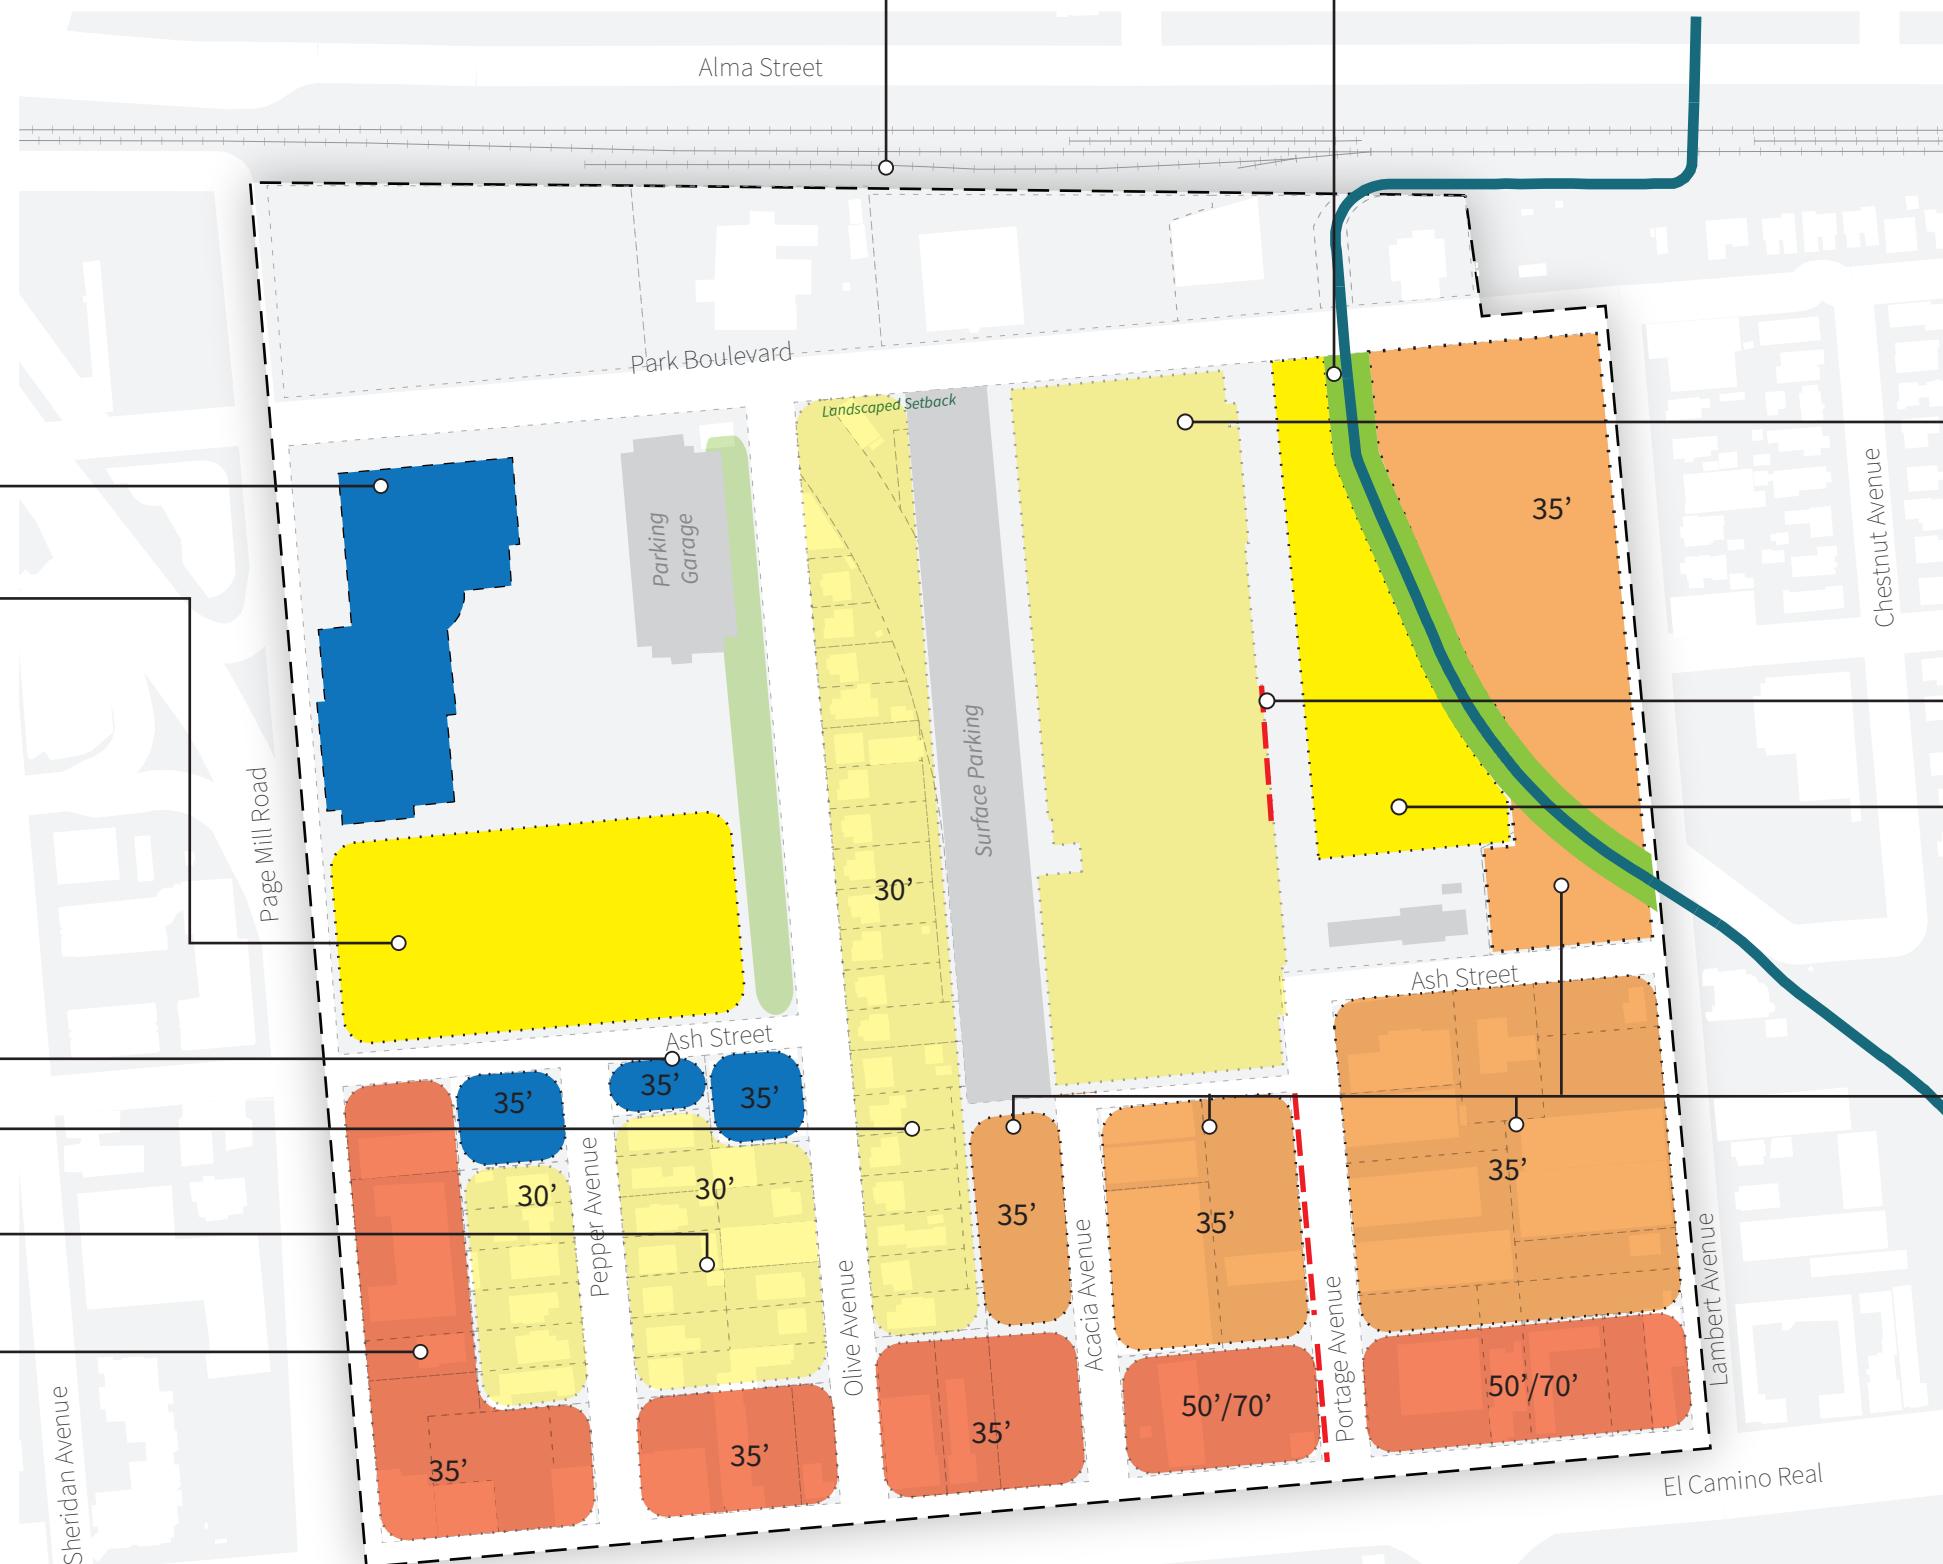 Alma Street
Park Boulevard
Landscaped Setback
Parking
Garage
35’
Chestnut Avenue
Surface Parking
Page Mill Road
30’
Ash Street
Ash Street
35’
35’
35’
30’
30’
Pepper Avenue
35’
35’
35’
Olive Avenue
Acacia Avenue
Portage Avenue
Lambert Avenue
50’/70’
50’/70’
35’
35’
35’
Sheridan Avenue
El Camino Real